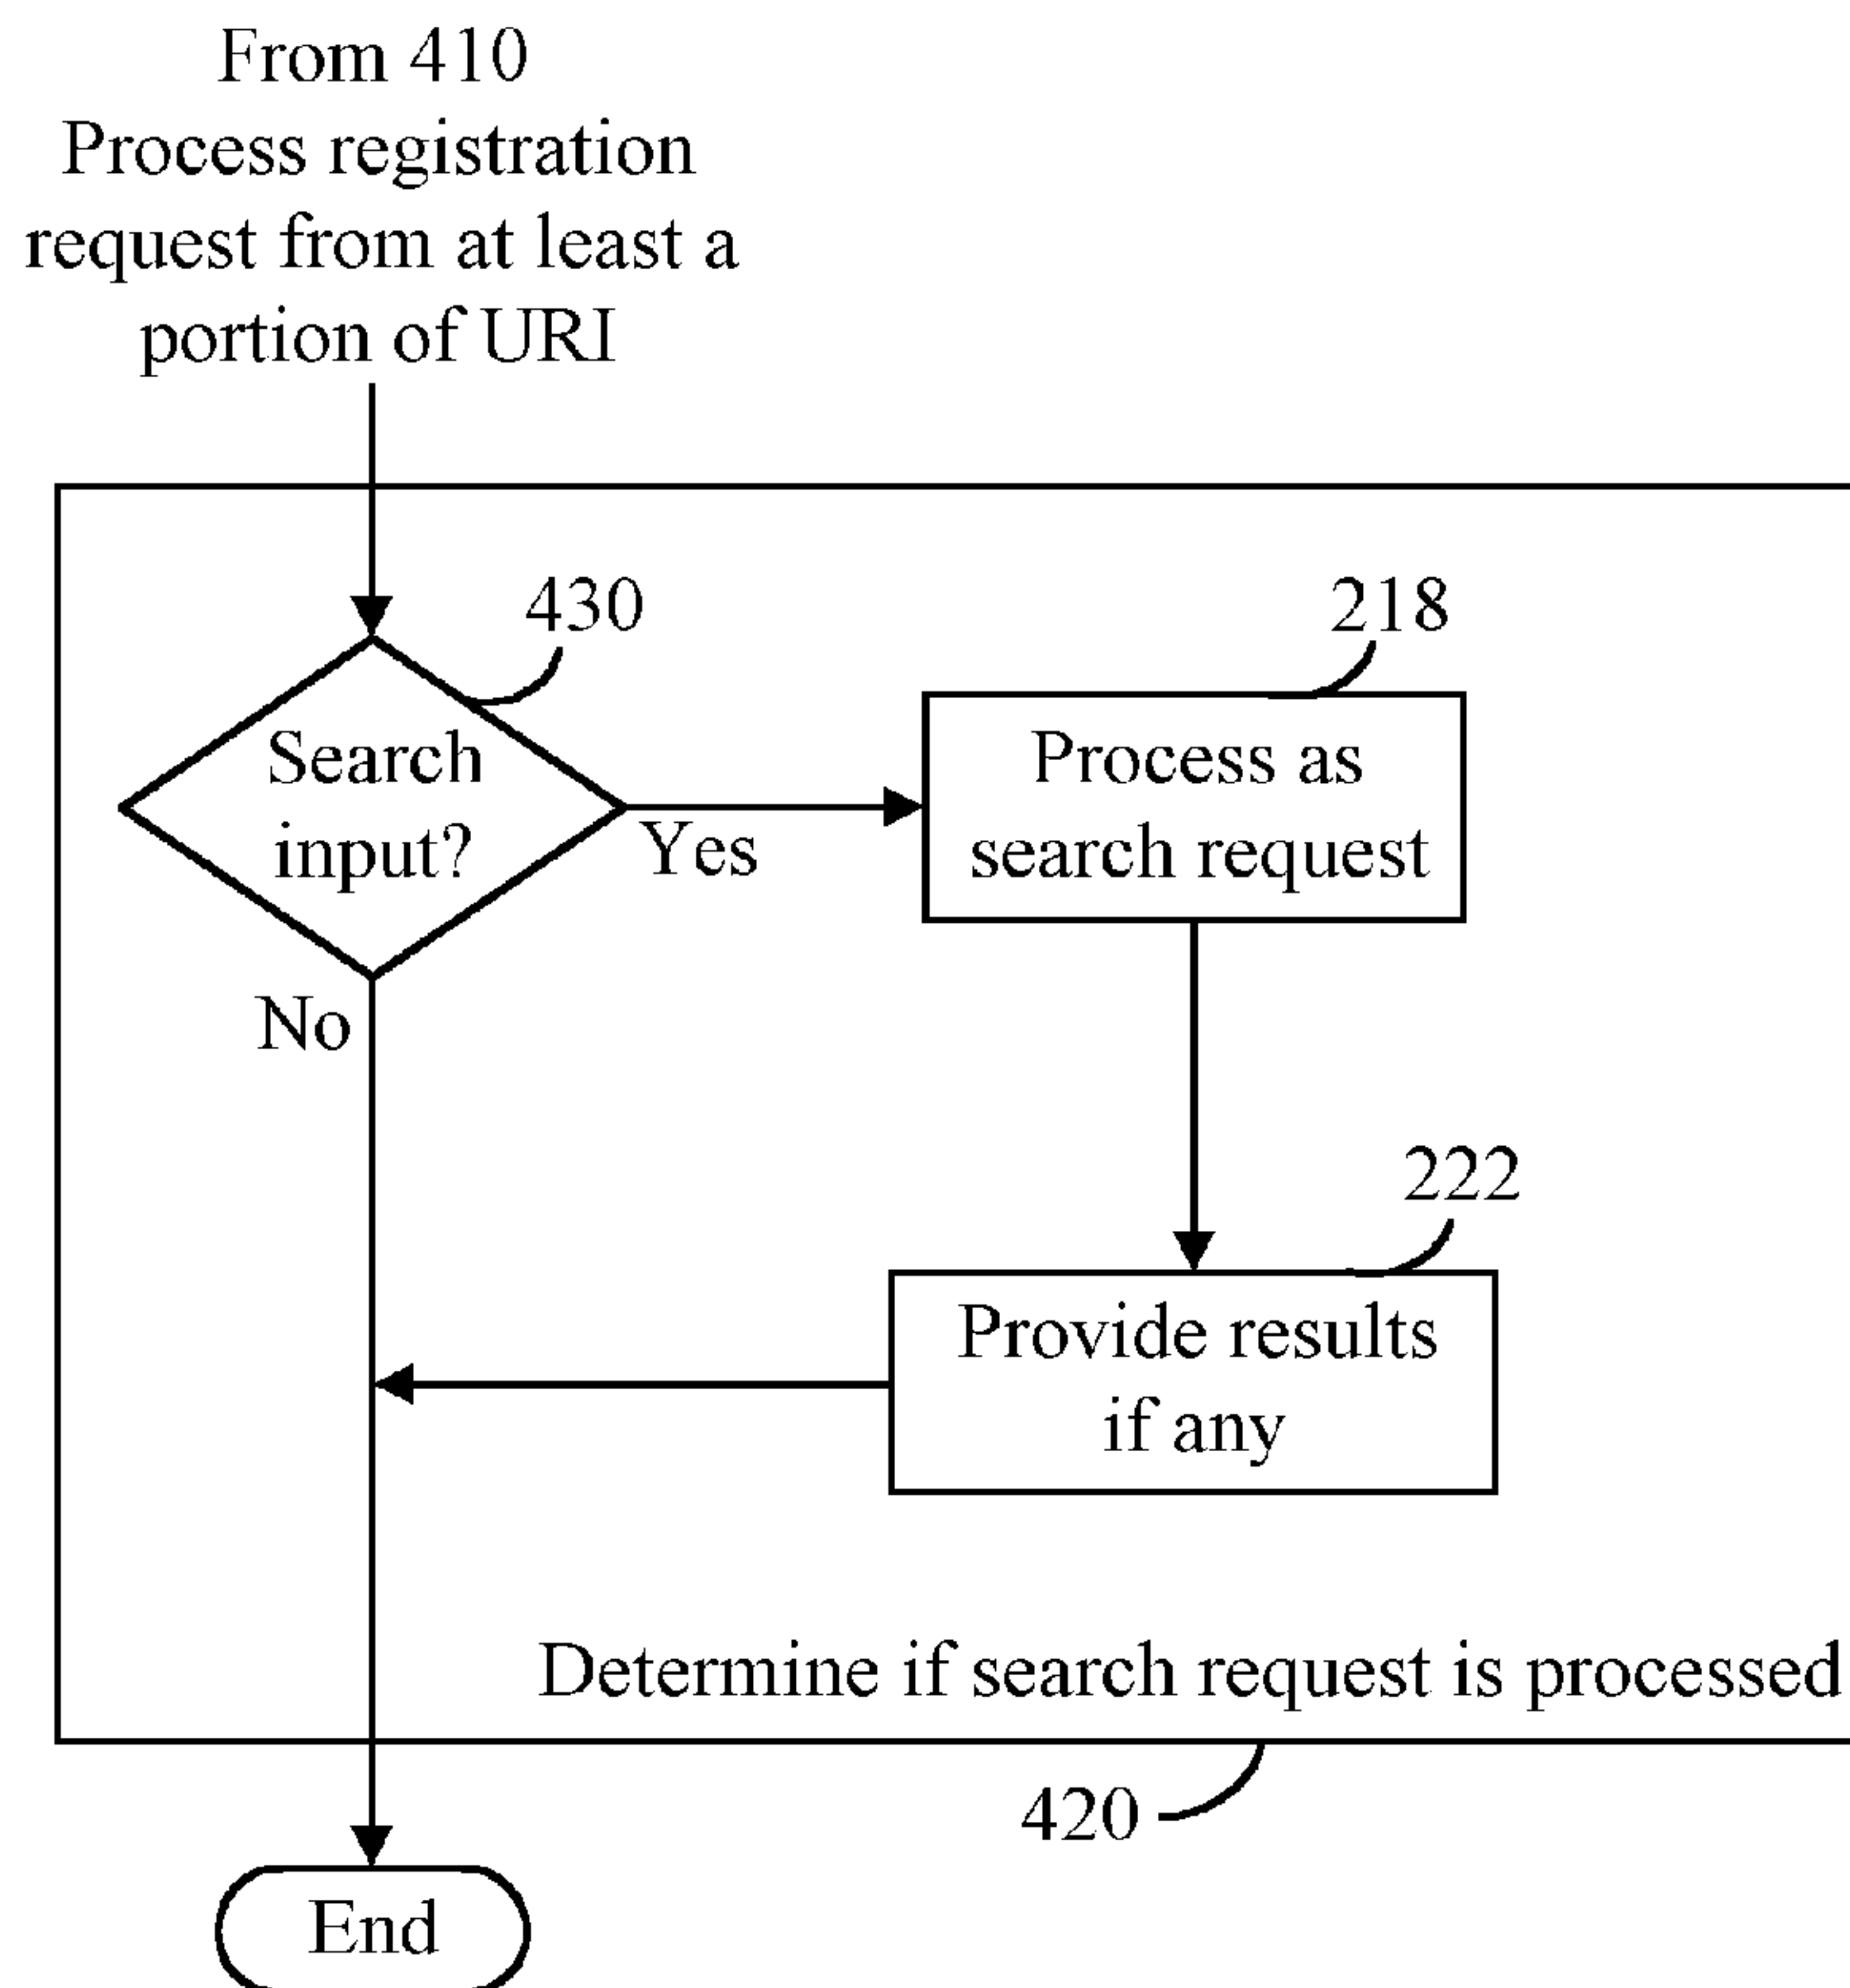 From 410
Process registration
request from at least a
portion of URI
430
218
Search
input?
Yes
Process as
search request
No
222
Provide results
if any
Determine if search request is processed
420
End